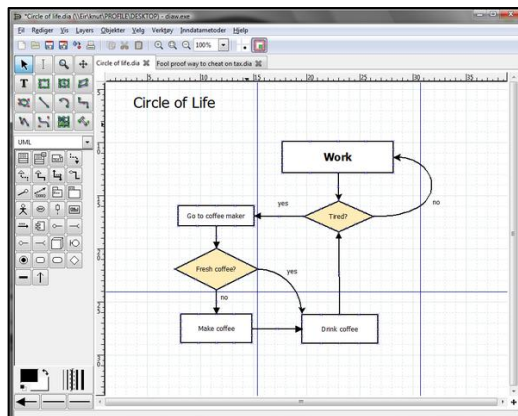 *Circle of life.dia (\\Eir\knut\PROFILE\DESKTOP) - diaw.exe
Fil Rediger Vis Layers Objekter Velg Verktøy Inndatametoder Hjelp
100%
Circle of life.dia Fool proof way to cheat on tax.dia
Circle of Life
Work
yes
Tired?
no
Go to coffee maker
Fresh coffee?
yes
no
Make coffee
Drink coffee
UML
T